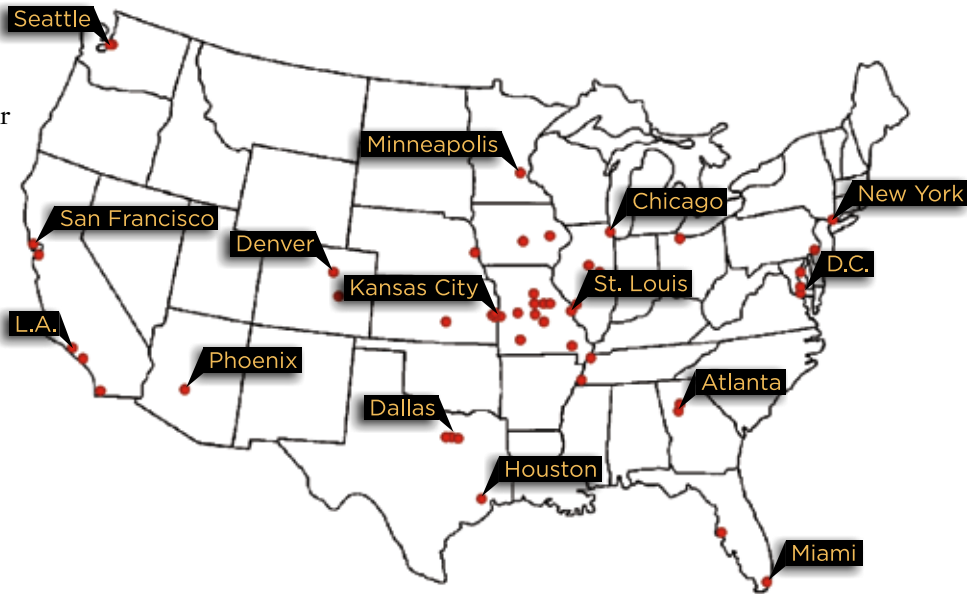 Seattle
r
Minneapolis
Chicago
New York
San Francisco
Denver
D.C.
Kansas City
St. Louis
L.A.
Phoenix
Atlanta
Dallas
Houston
Miami